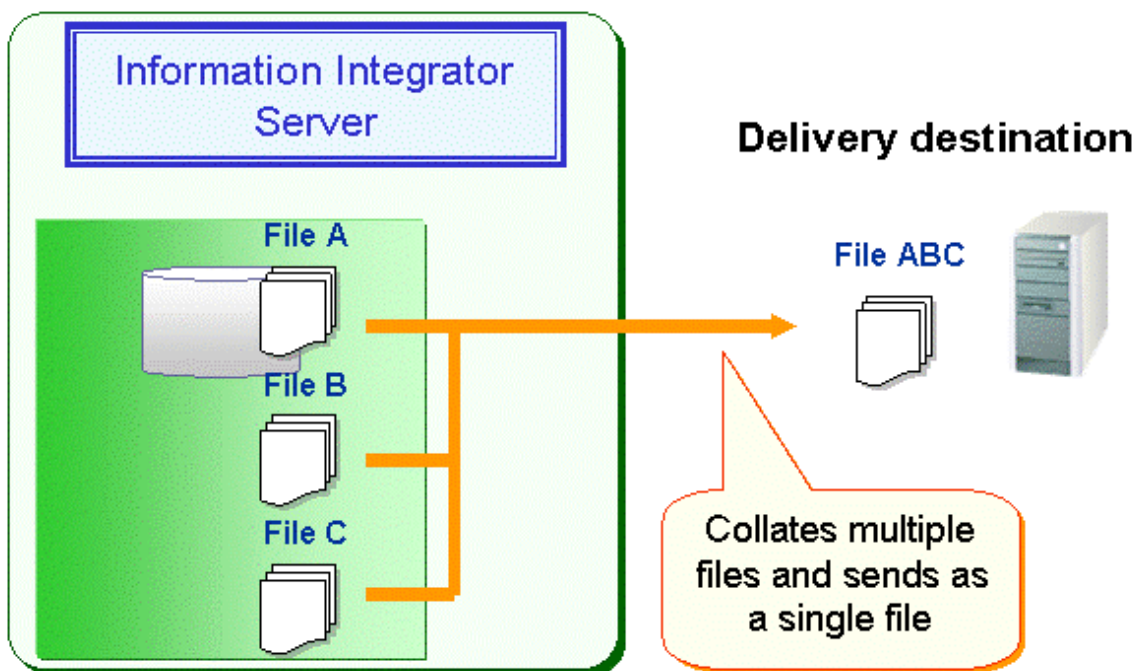 Information Integrator
Server
Delivery destination
File A
File ABC
File B
File C
Collates multiple
files and sends as
a single file